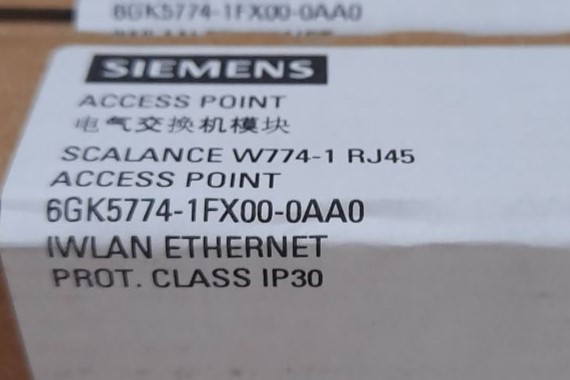 6GK5774-1FX00-0AA0
SIEMENS
ACCESS POINT
电气交换机模块
SCALANCE W774-1 RJ45
ACCESS POINT
6GK5774-1FX00-0AA0
IWLAN ETHERNET
PROT. CLASS IP30